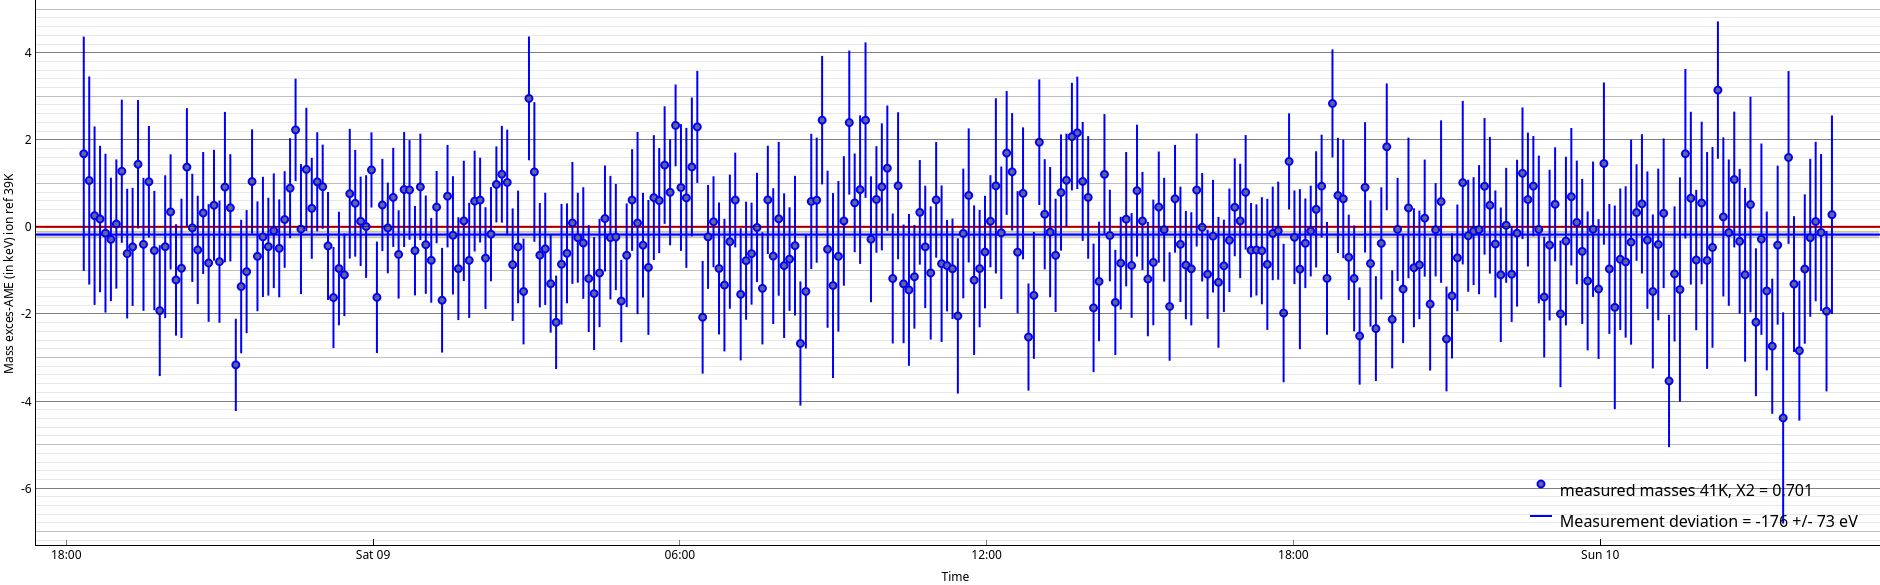 4
2
0
-2
-4
-6
Mass exces-AME (in keV) ion ref 39K
measured masses 41K, X2 = 0.701
Measurement deviation = -176 +/- 73 eV
18:00 Sat 09 06:00 12:00 18:00 Sun 10
Time